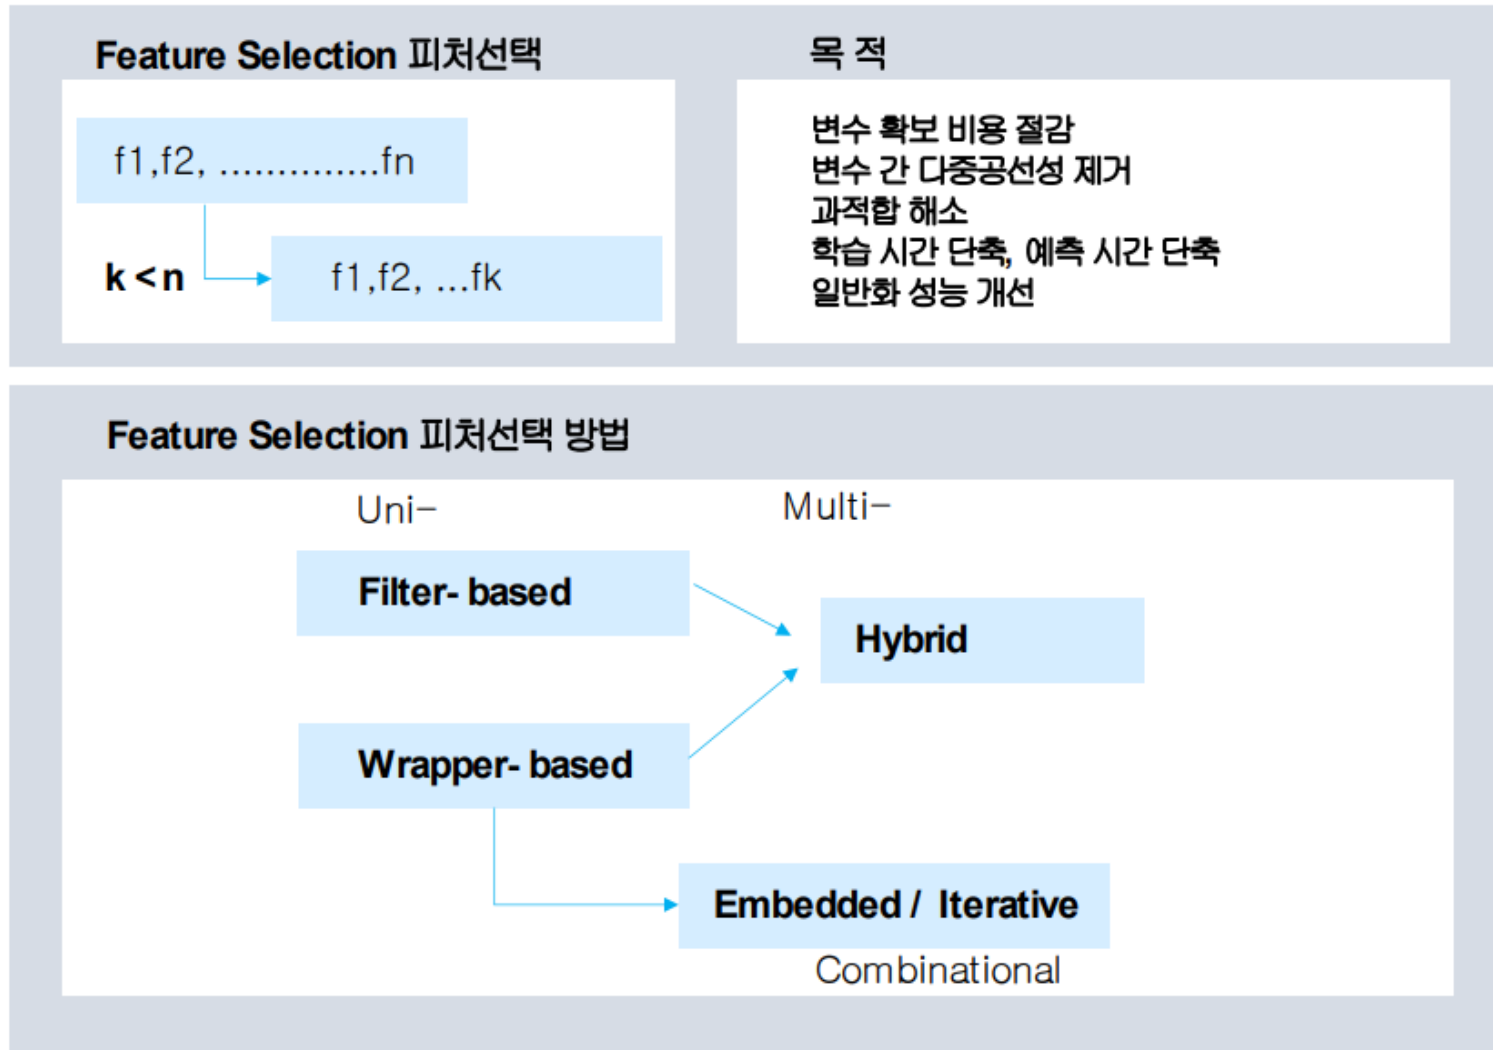 Feature Selection 피처선택
f1,f2, ..............fn
k < n
f1,f2, ...fk
목 적
변수 확보 비용 절감
변수 간 다중공선성 제거
과적합 해소
학습 시간 단축, 예측 시간 단축
일반화 성능 개선
Feature Selection 피처선택 방법
Uni-
Multi-
Filter- based
Hybrid
Wrapper- based
Embedded / Iterative
Combinational